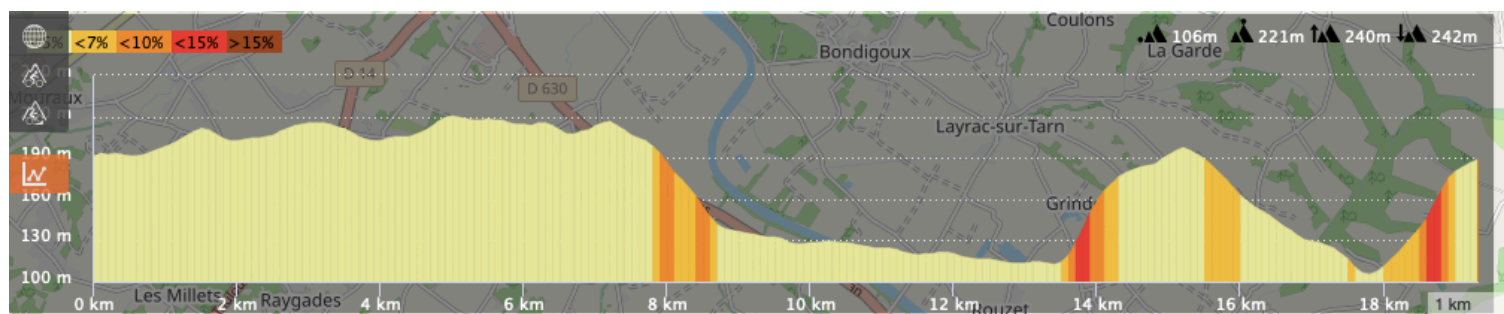 Coulons
<7% <10% <15% >15%
106m 221m 240m 242m
Bondigoux
La Garde
D 14
D 630
Layrac-sur-Tarn
190 m
160 m
Grind
130 m
100 m
0 km 2 km 4 km 6 km 8 km 10 km 12 km 14 km 16 km 18 km 1 km
Les Millets Raygades Rouzet